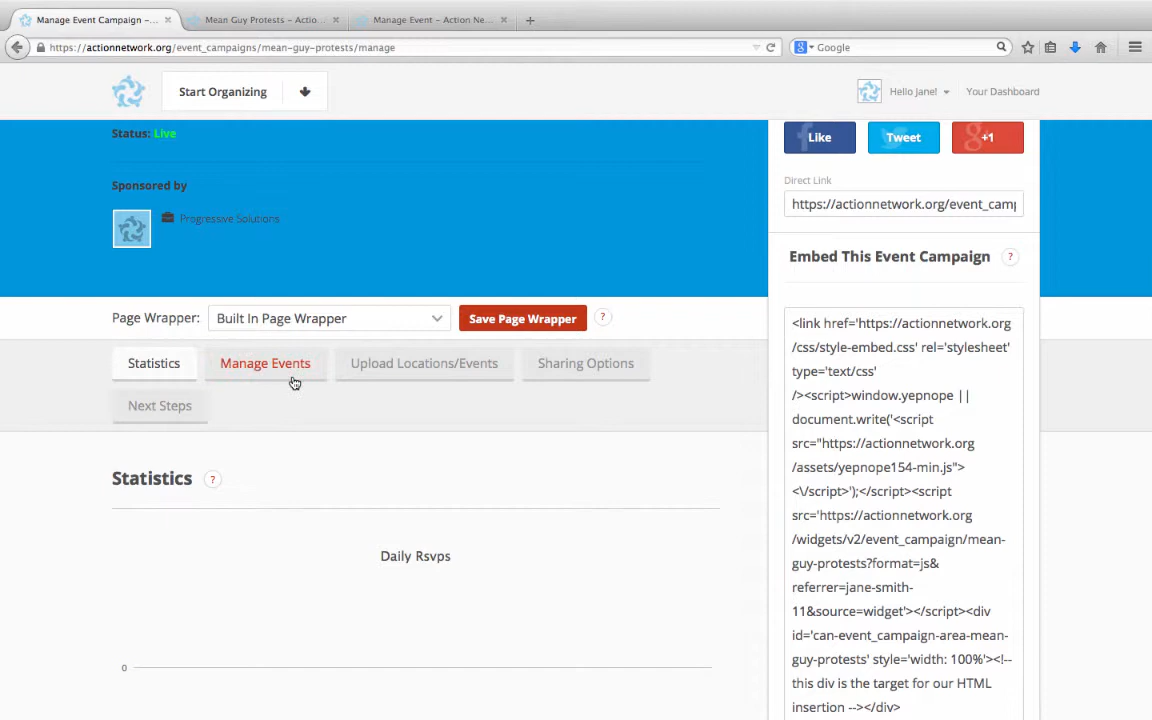 Manage Event Campaign –...
Mean Guy Protests – Actio...
Manage Event – Action Ne...
https://actionnetwork.org/event_campaigns/mean-guy-protests/manage
Google
Start Organizing
Hello Jane!
Your Dashboard
Status: Live
Sponsored by
Progressive Solutions
Like
Tweet
+1
Direct Link
https://actionnetwork.org/event_camp
Embed This Event Campaign ?
Page Wrapper:
Built In Page Wrapper
Save Page Wrapper
?
Statistics
Manage Events
Upload Locations/Events
Sharing Options
Next Steps
Statistics ?
Daily Rsvps
0
<link href='https://actionnetwork.org
/css/style-embed.css' rel='stylesheet'
type='text/css'
/><script>window.yepnope ||
document.write('<script
src="https://actionnetwork.org
/assets/yepnope154-min.js">
<\/script>');</script><script
src='https://actionnetwork.org
/widgets/v2/event_campaign/mean-
guy-protests?format=js&
referrer=jane-smith-
11&source=widget'></script><div
id='can-event_campaign-area-mean-
guy-protests' style='width: 100%'><!--
this div is the target for our HTML
insertion --></div>